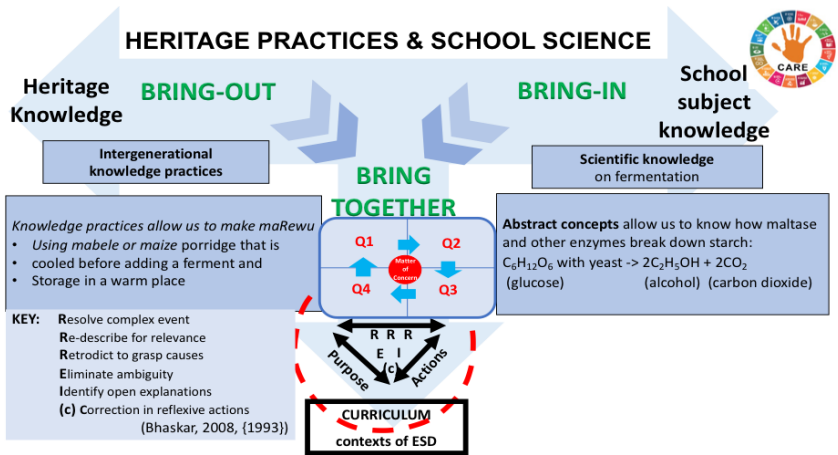 HERITAGE PRACTICES & SCHOOL SCIENCE
CARE
Heritage
Knowledge
BRING-OUT
BRING-IN
School
subject
knowledge
Intergenerational
knowledge practices
BRING
TOGETHER
Scientific knowledge
on fermentation
Knowledge practices allow us to make maRewu
• Using mabele or maize porridge that is
• cooled before adding a ferment and
• Storage in a warm place
Q1
Q2
Matter
of
Concern
Q4
Q3
Abstract concepts allow us to know how maltase
and other enzymes break down starch:
C₆H₁₂O₆ with yeast -> 2C₂H₅OH + 2CO₂
(glucose) (alcohol) (carbon dioxide)
KEY: Resolve complex event
Re-describe for relevance
Retrodict to grasp causes
Eliminate ambiguity
Identify open explanations
(c) Correction in reflexive actions
(Bhaskar, 2008, {1993})
R R R
E I
(c)
Purpose
Actions
CURRICULUM
contexts of ESD